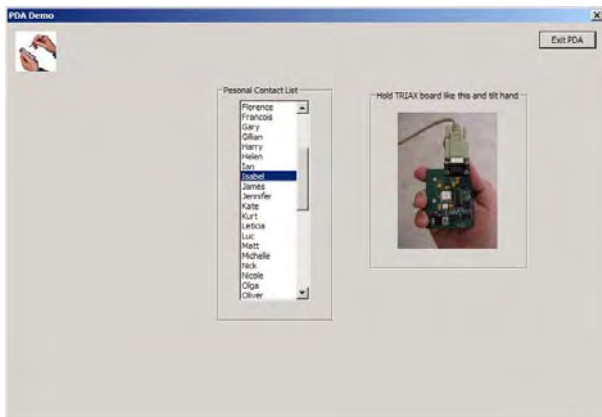 PDA Demo
Exit PDA
Pesonal Contact List
Florence
Francois
Gary
Gillian
Harry
Helen
Ian
Isabel
James
Jennifer
Kate
Kurt
Leticia
Luc
Matt
Michelle
Nick
Nicole
Olga
Oliver
Hold TRIAX board like this and tilt hand